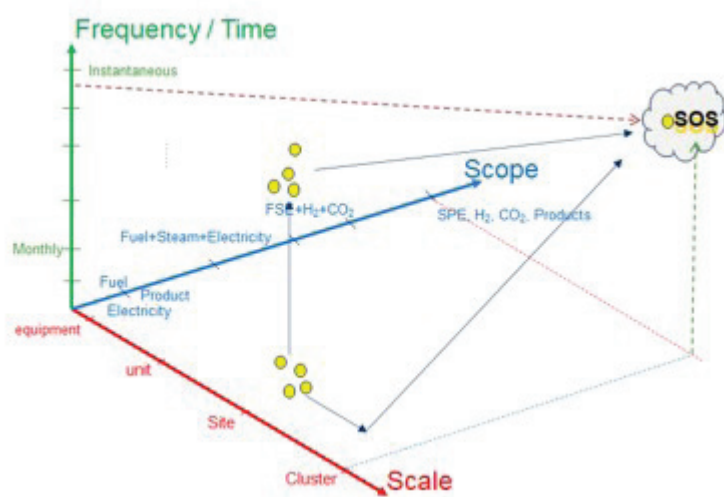 Frequency / Time
Instantaneous
SOS
Scope
FSE+H₂+CO₂
SPE, H₂, CO₂, Products
Fuel+Steam+Electricity
Monthly
Fuel
Product
Electricity
equipment
unit
Site
Cluster
Scale